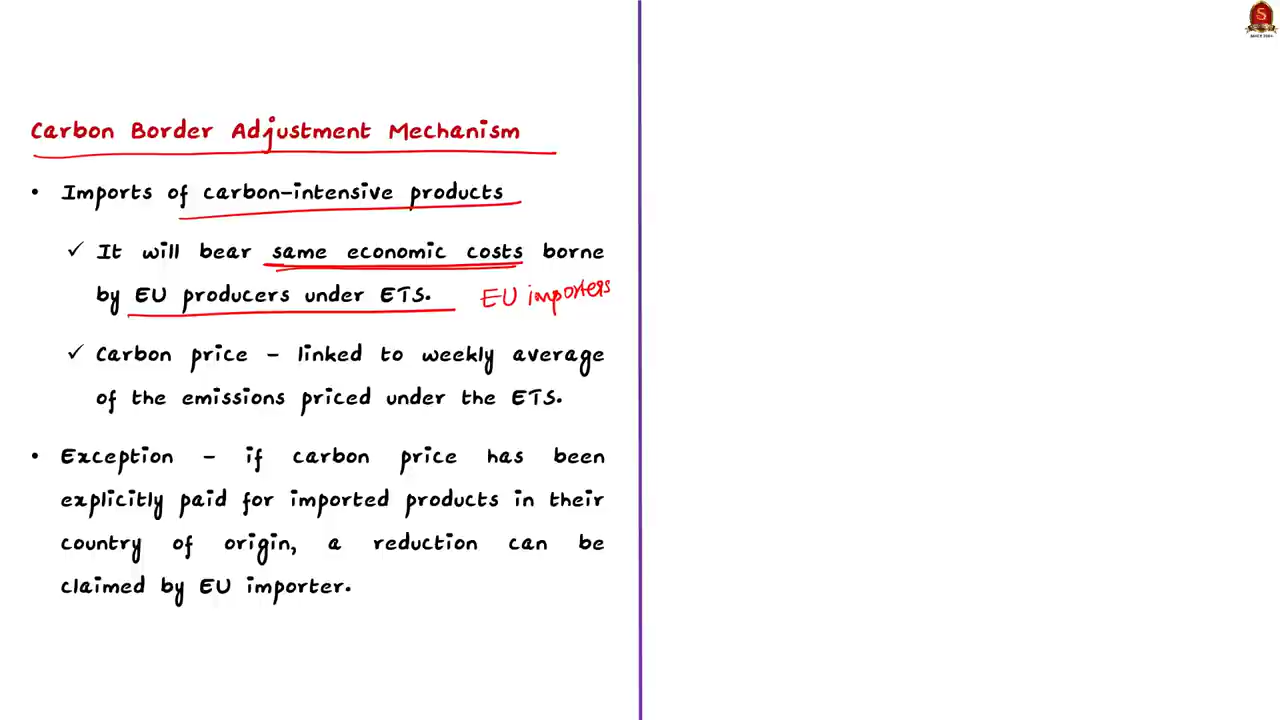 Carbon Border Adjustment Mechanism
• Imports of carbon-intensive products
✓ It will bear same economic costs borne
by EU producers under ETS. EU importers
✓ Carbon price – linked to weekly average
of the emissions priced under the ETS.
• Exception – if carbon price has been
explicitly paid for imported products in their
country of origin, a reduction can be
claimed by EU importer.
S